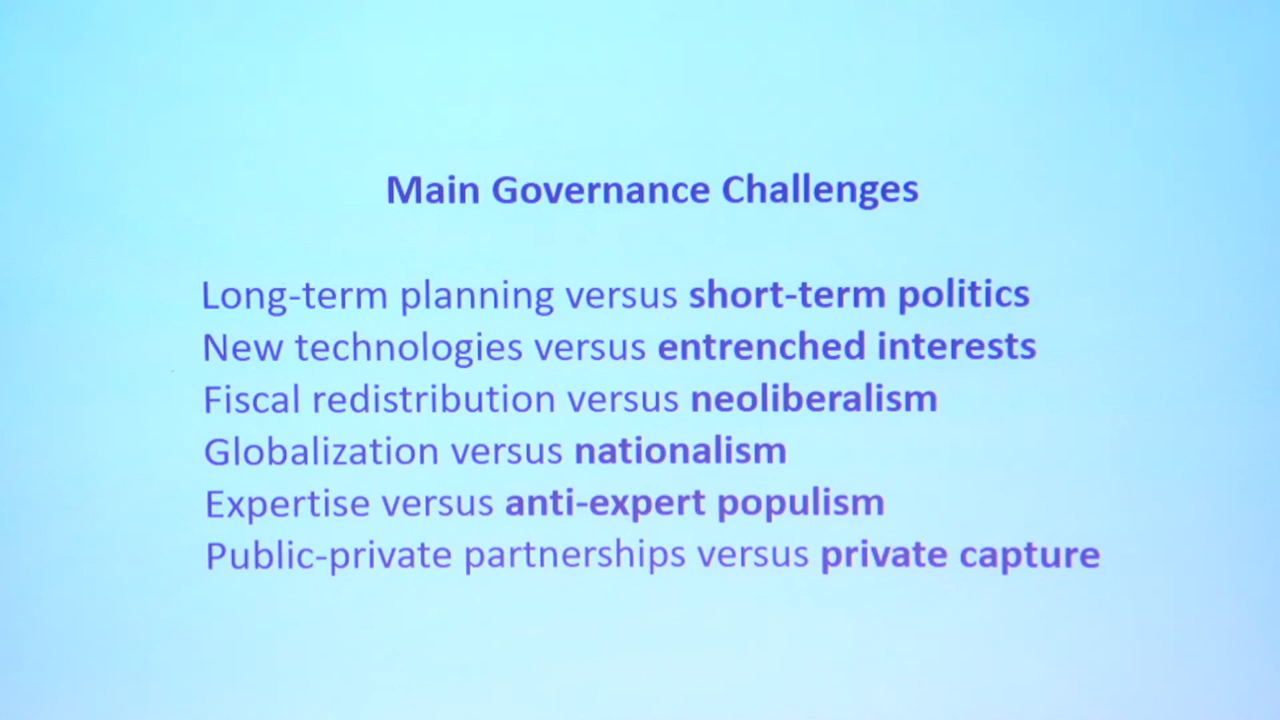 Main Governance Challenges
Long-term planning versus short-term politics
New technologies versus entrenched interests
Fiscal redistribution versus neoliberalism
Globalization versus nationalism
Expertise versus anti-expert populism
Public-private partnerships versus private capture